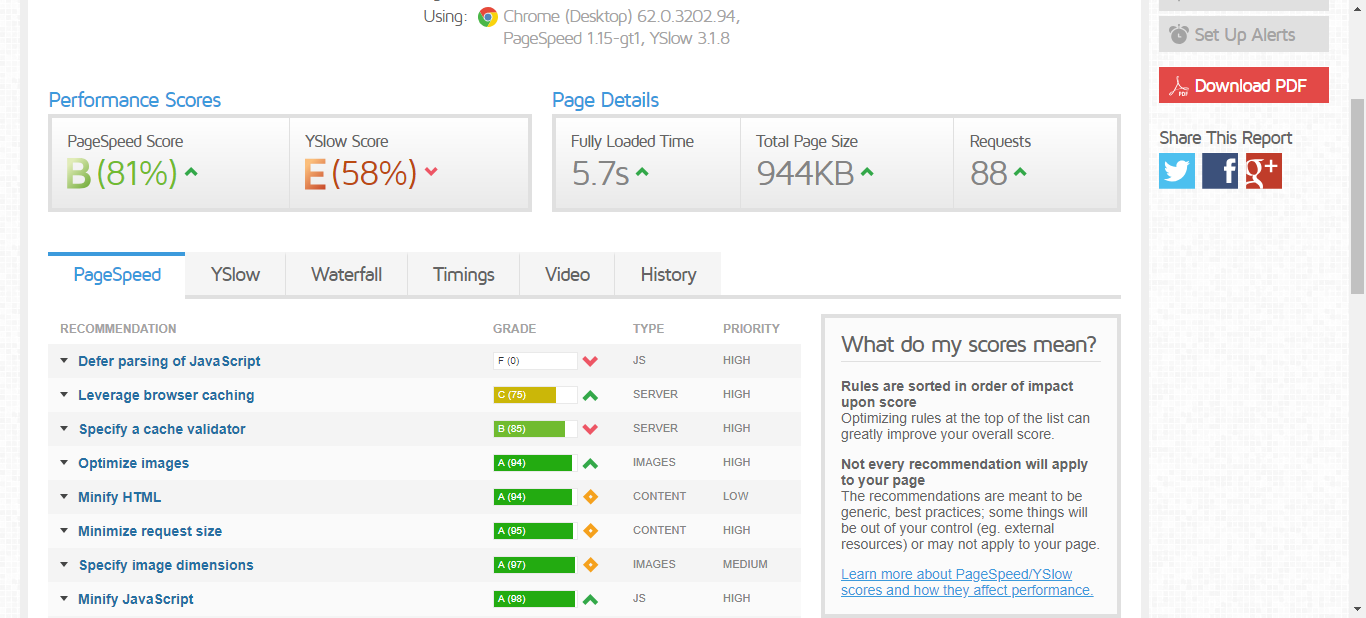 Using: Chrome (Desktop) 62.0.3202.94,
PageSpeed 1.15-gt1, YSlow 3.1.8
Set Up Alerts
Download PDF
Share This Report
Performance Scores
Page Details
PageSpeed Score
B (81%)
YSlow Score
E (58%)
Fully Loaded Time
5.7s
Total Page Size
944KB
Requests
88
PageSpeed YSlow Waterfall Timings Video History
RECOMMENDATION GRADE TYPE PRIORITY
Defer parsing of JavaScript F (0) JS HIGH
Leverage browser caching C (75) SERVER HIGH
Specify a cache validator B (85) SERVER HIGH
Optimize images A (94) IMAGES HIGH
Minify HTML A (94) CONTENT LOW
Minimize request size A (95) CONTENT HIGH
Specify image dimensions A (97) IMAGES MEDIUM
Minify JavaScript A (98) JS HIGH
What do my scores mean?
Rules are sorted in order of impact
upon score
Optimizing rules at the top of the list can
greatly improve your overall score.
Not every recommendation will apply
to your page
The recommendations are meant to be
generic, best practices; some things will
be out of your control (eg. external
resources) or may not apply to your page.
Learn more about PageSpeed/YSlow
scores and how they affect performance.